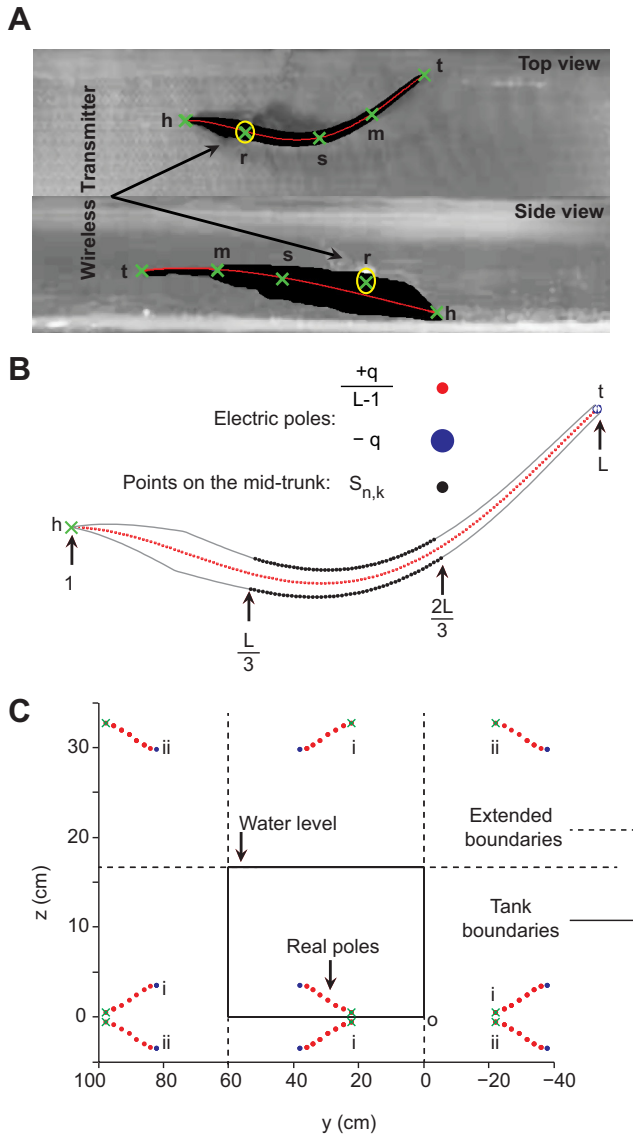 A
Top view
t
h
m
r
s
Wireless Transmitter
Side view
m
s
r
t
h
B
+q
L-1
t
Electric poles:
– q
L
Points on the mid-trunk: S n,k
h
1
L
3
2L
3
C
30
ii
i
ii
Water level
Extended boundaries
20
z (cm)
Tank boundaries
10
Real poles
i
i
0
o
ii
i
ii
100
80
60
40
20
0
−20
−40
y (cm)